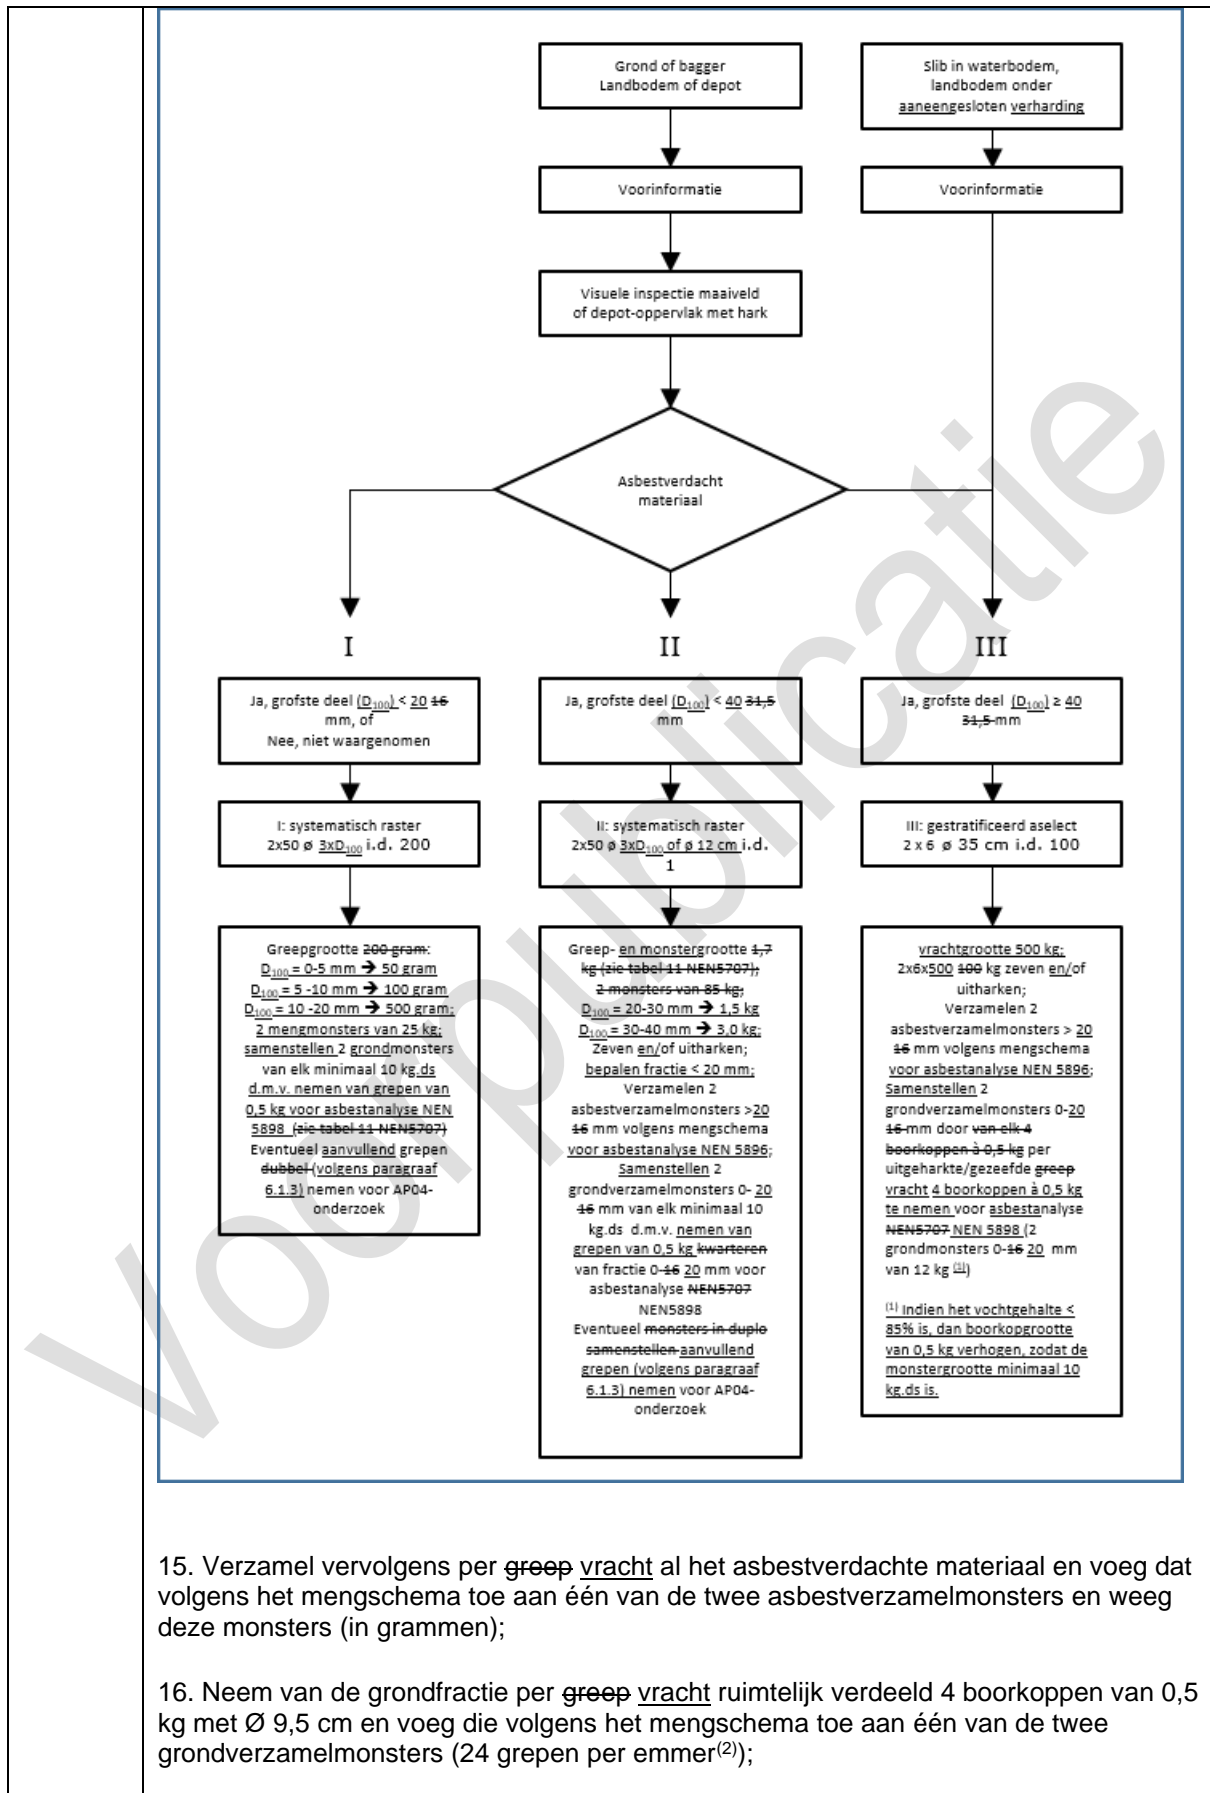 Grond of bagger
Landbodem of depot
Slib in waterbodem,
landbodem onder
aaneengesloten verharding
Voorinformatie
Voorinformatie
Visuele inspectie maaiveld
of depot-oppervlak met hark
Asbestverdacht
materiaal
I
II
III
Ja, grofste deel (D100) < 20 16
mm, of
Nee, niet waargenomen
Ja, grofste deel (D100) < 40 31,5
mm
Ja, grofste deel (D100) ≥ 40
31,5 mm
I: systematisch raster
2x50 ø 3xD100 i.d. 200
II: systematisch raster
2x50 ø 3xD100 of ø 12 cm i.d.
1
III: gestratificeerd aselect
2 x 6 ø 35 cm i.d. 100
Greepgrootte 200 gram:
D100 = 0-5 mm ➔ 50 gram
D100 = 5 -10 mm ➔ 100 gram
D100 = 10 -20 mm ➔ 500 gram;
2 mengmonsters van 25 kg;
samenstellen 2 grondmonsters
van elk minimaal 10 kg.ds
d.m.v. nemen van grepen van
0,5 kg voor asbestanalyse NEN
5898 (zie tabel 11 NEN5707)
Eventueel aanvullend grepen
dubbel (volgens paragraaf
6.1.3) nemen voor AP04-
onderzoek
Greep- en monstergrootte 1,7
kg (zie tabel 11 NEN5707);
2 monsters van 85 kg;
D100 = 20-30 mm ➔ 1,5 kg
D100 = 30-40 mm ➔ 3,0 kg;
Zeven en/of uitharken;
bepalen fractie < 20 mm;
Verzamelen 2
asbestverzamelmonsters >20
16 mm volgens mengschema
voor asbestanalyse NEN 5896;
Samenstellen 2
grondverzamelmonsters 0- 20
16 mm van elk minimaal 10
kg.ds d.m.v. nemen van
grepen van 0,5 kg kwarteren
van fractie 0-16 20 mm voor
asbestanalyse NEN5707
NEN5898
Eventueel monsters in duplo
samenstellen aanvullend
grepen (volgens paragraaf
6.1.3) nemen voor AP04-
onderzoek
vrachtgrootte 500 kg;
2x6x500 100 kg zeven en/of
uitharken;
Verzamelen 2
asbestverzamelmonsters > 20
16 mm volgens mengschema
voor asbestanalyse NEN 5896;
Samenstellen 2
grondverzamelmonsters 0-20
16 mm door van elk 4
boorkoppen à 0,5 kg per
uitgeharkte/gezeefde greep
vracht 4 boorkoppen à 0,5 kg
te nemen voor asbestanalyse
NEN5707 NEN 5898 (2
grondmonsters 0-16 20 mm
van 12 kg (1))
(1) Indien het vochtgehalte <
85% is, dan boorkopgrootte
van 0,5 kg verhogen, zodat de
monstergrootte minimaal 10
kg.ds is.
Voorpublicatie
15. Verzamel vervolgens per greep vracht al het asbestverdachte materiaal en voeg dat
volgens het mengschema toe aan één van de twee asbestverzamelmonsters en weeg
deze monsters (in grammen);
16. Neem van de grondfractie per greep vracht ruimtelijk verdeeld 4 boorkoppen van 0,5
kg met Ø 9,5 cm en voeg die volgens het mengschema toe aan één van de twee
grondverzamelmonsters (24 grepen per emmer(2));